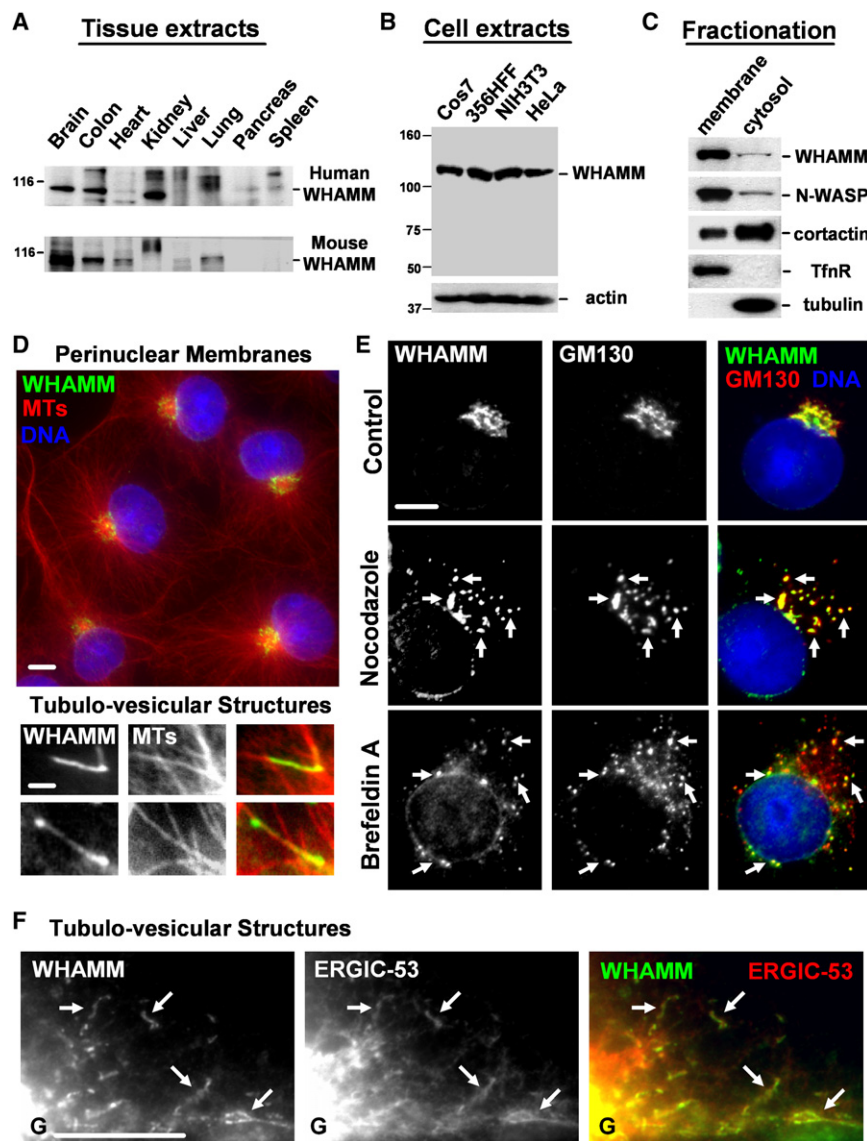 A
Tissue extracts
Brain
Colon
Heart
Kidney
Liver
Lung
Pancreas
Spleen
116
Human
WHAMM
116
Mouse
WHAMM
B
Cell extracts
Cos7
356HFF
NIH3T3
HeLa
160
100
75
50
37
WHAMM
actin
C
Fractionation
membrane
cytosol
WHAMM
N-WASP
cortactin
TfnR
tubulin
D
Perinuclear Membranes
WHAMM
MTs
DNA
Tubulo-vesicular Structures
WHAMM
MTs
E
WHAMM
GM130
WHAMM
GM130 DNA
Control
Nocodazole
Brefeldin A
F
Tubulo-vesicular Structures
WHAMM
ERGIC-53
WHAMM ERGIC-53
G
G
G